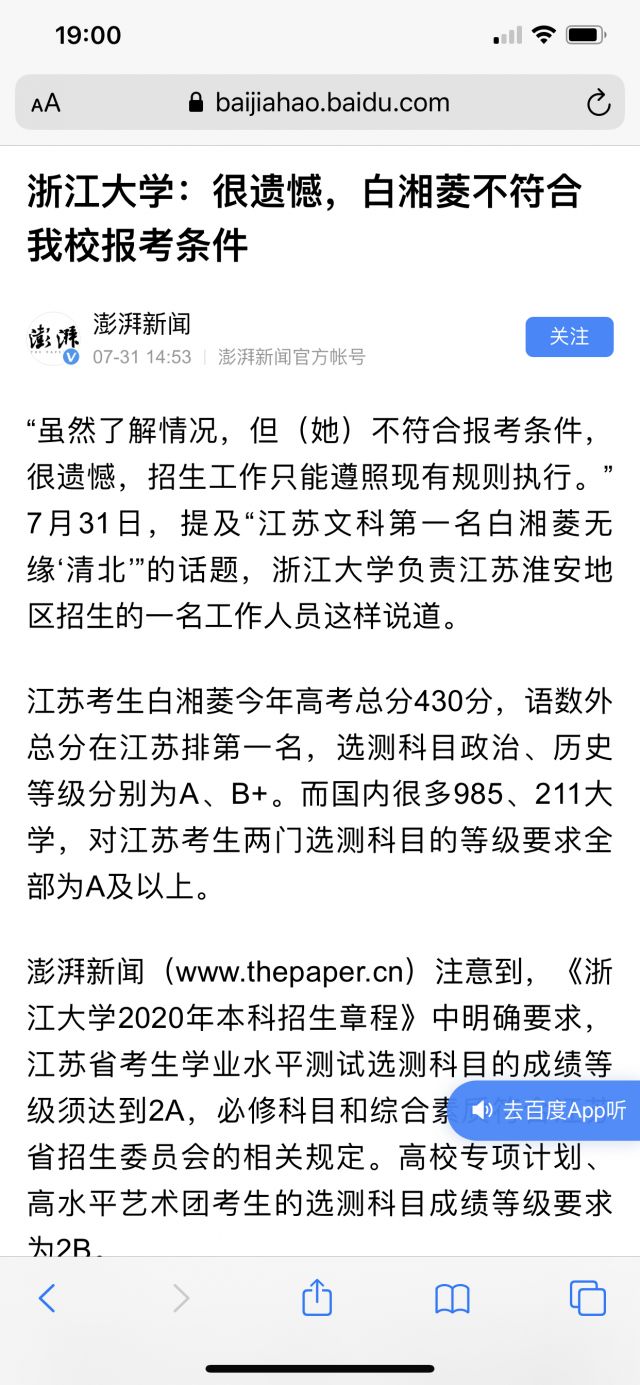 19:00
AA
baijiahao.baidu.com
浙江大学：很遗憾，白湘菱不符合
我校报考条件
澎湃
THE PAPER
V
澎湃新闻
07-31 14:53 | 澎湃新闻官方帐号
关注
“虽然了解情况，但（她）不符合报考条件，
很遗憾，招生工作只能遵照现有规则执行。”
7月31日，提及“江苏文科第一名白湘菱无
缘‘清北’”的话题，浙江大学负责江苏淮安地
区招生的一名工作人员这样说道。
江苏考生白湘菱今年高考总分430分，语数外
总分在江苏排第一名，选测科目政治、历史
等级分别为A、B+。而国内很多985、211大
学，对江苏考生两门选测科目的等级要求全
部为A及以上。
澎湃新闻（www.thepaper.cn）注意到，《浙
江大学2020年本科招生章程》中明确要求，
江苏省考生学业水平测试选测科目的成绩等
级须达到2A，必修科目和综合素
去百度App听
省招生委员会的相关规定。高校专项计划、
高水平艺术团考生的选测科目成绩等级要求
为2B。